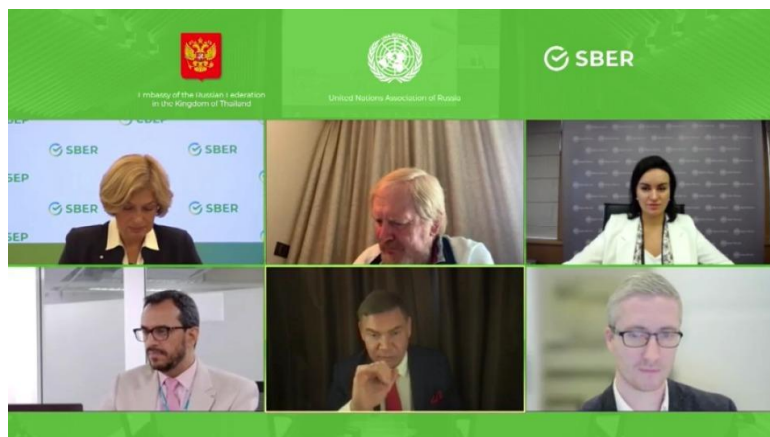 Embassy of the Russian Federation
in the Kingdom of Thailand
United Nations Association of Russia
SBER
SBER
SBER
SBER
SBER